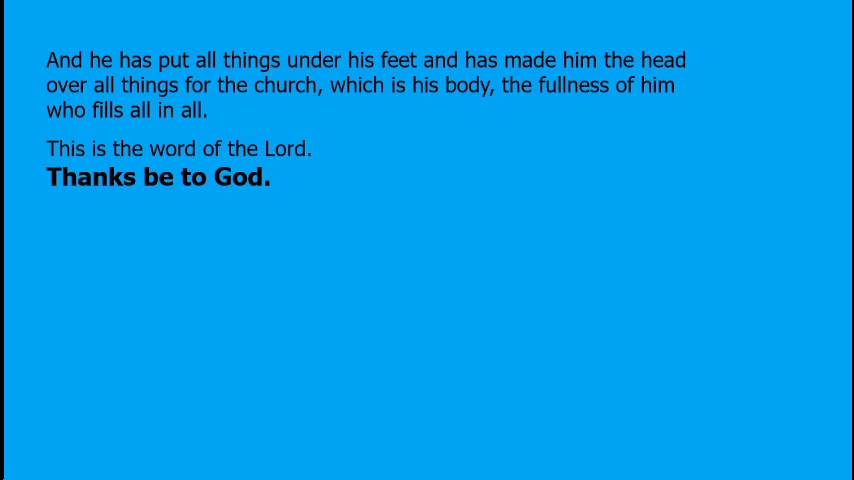 And he has put all things under his feet and has made him the head
over all things for the church, which is his body, the fullness of him
who fills all in all.
This is the word of the Lord.
Thanks be to God.